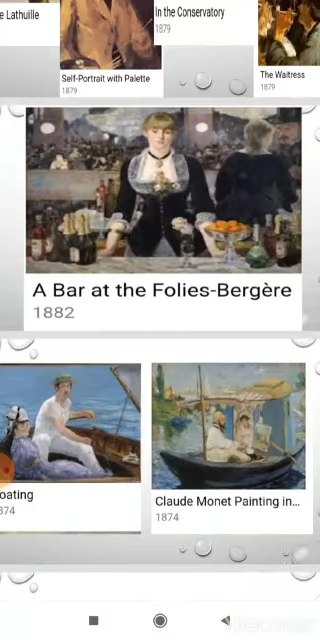 e Lathuille
In the Conservatory
1879
Self-Portrait with Palette
1879
The Waitress
1879
A Bar at the Folies-Bergère
1882
oating
874
Claude Monet Painting in...
1874